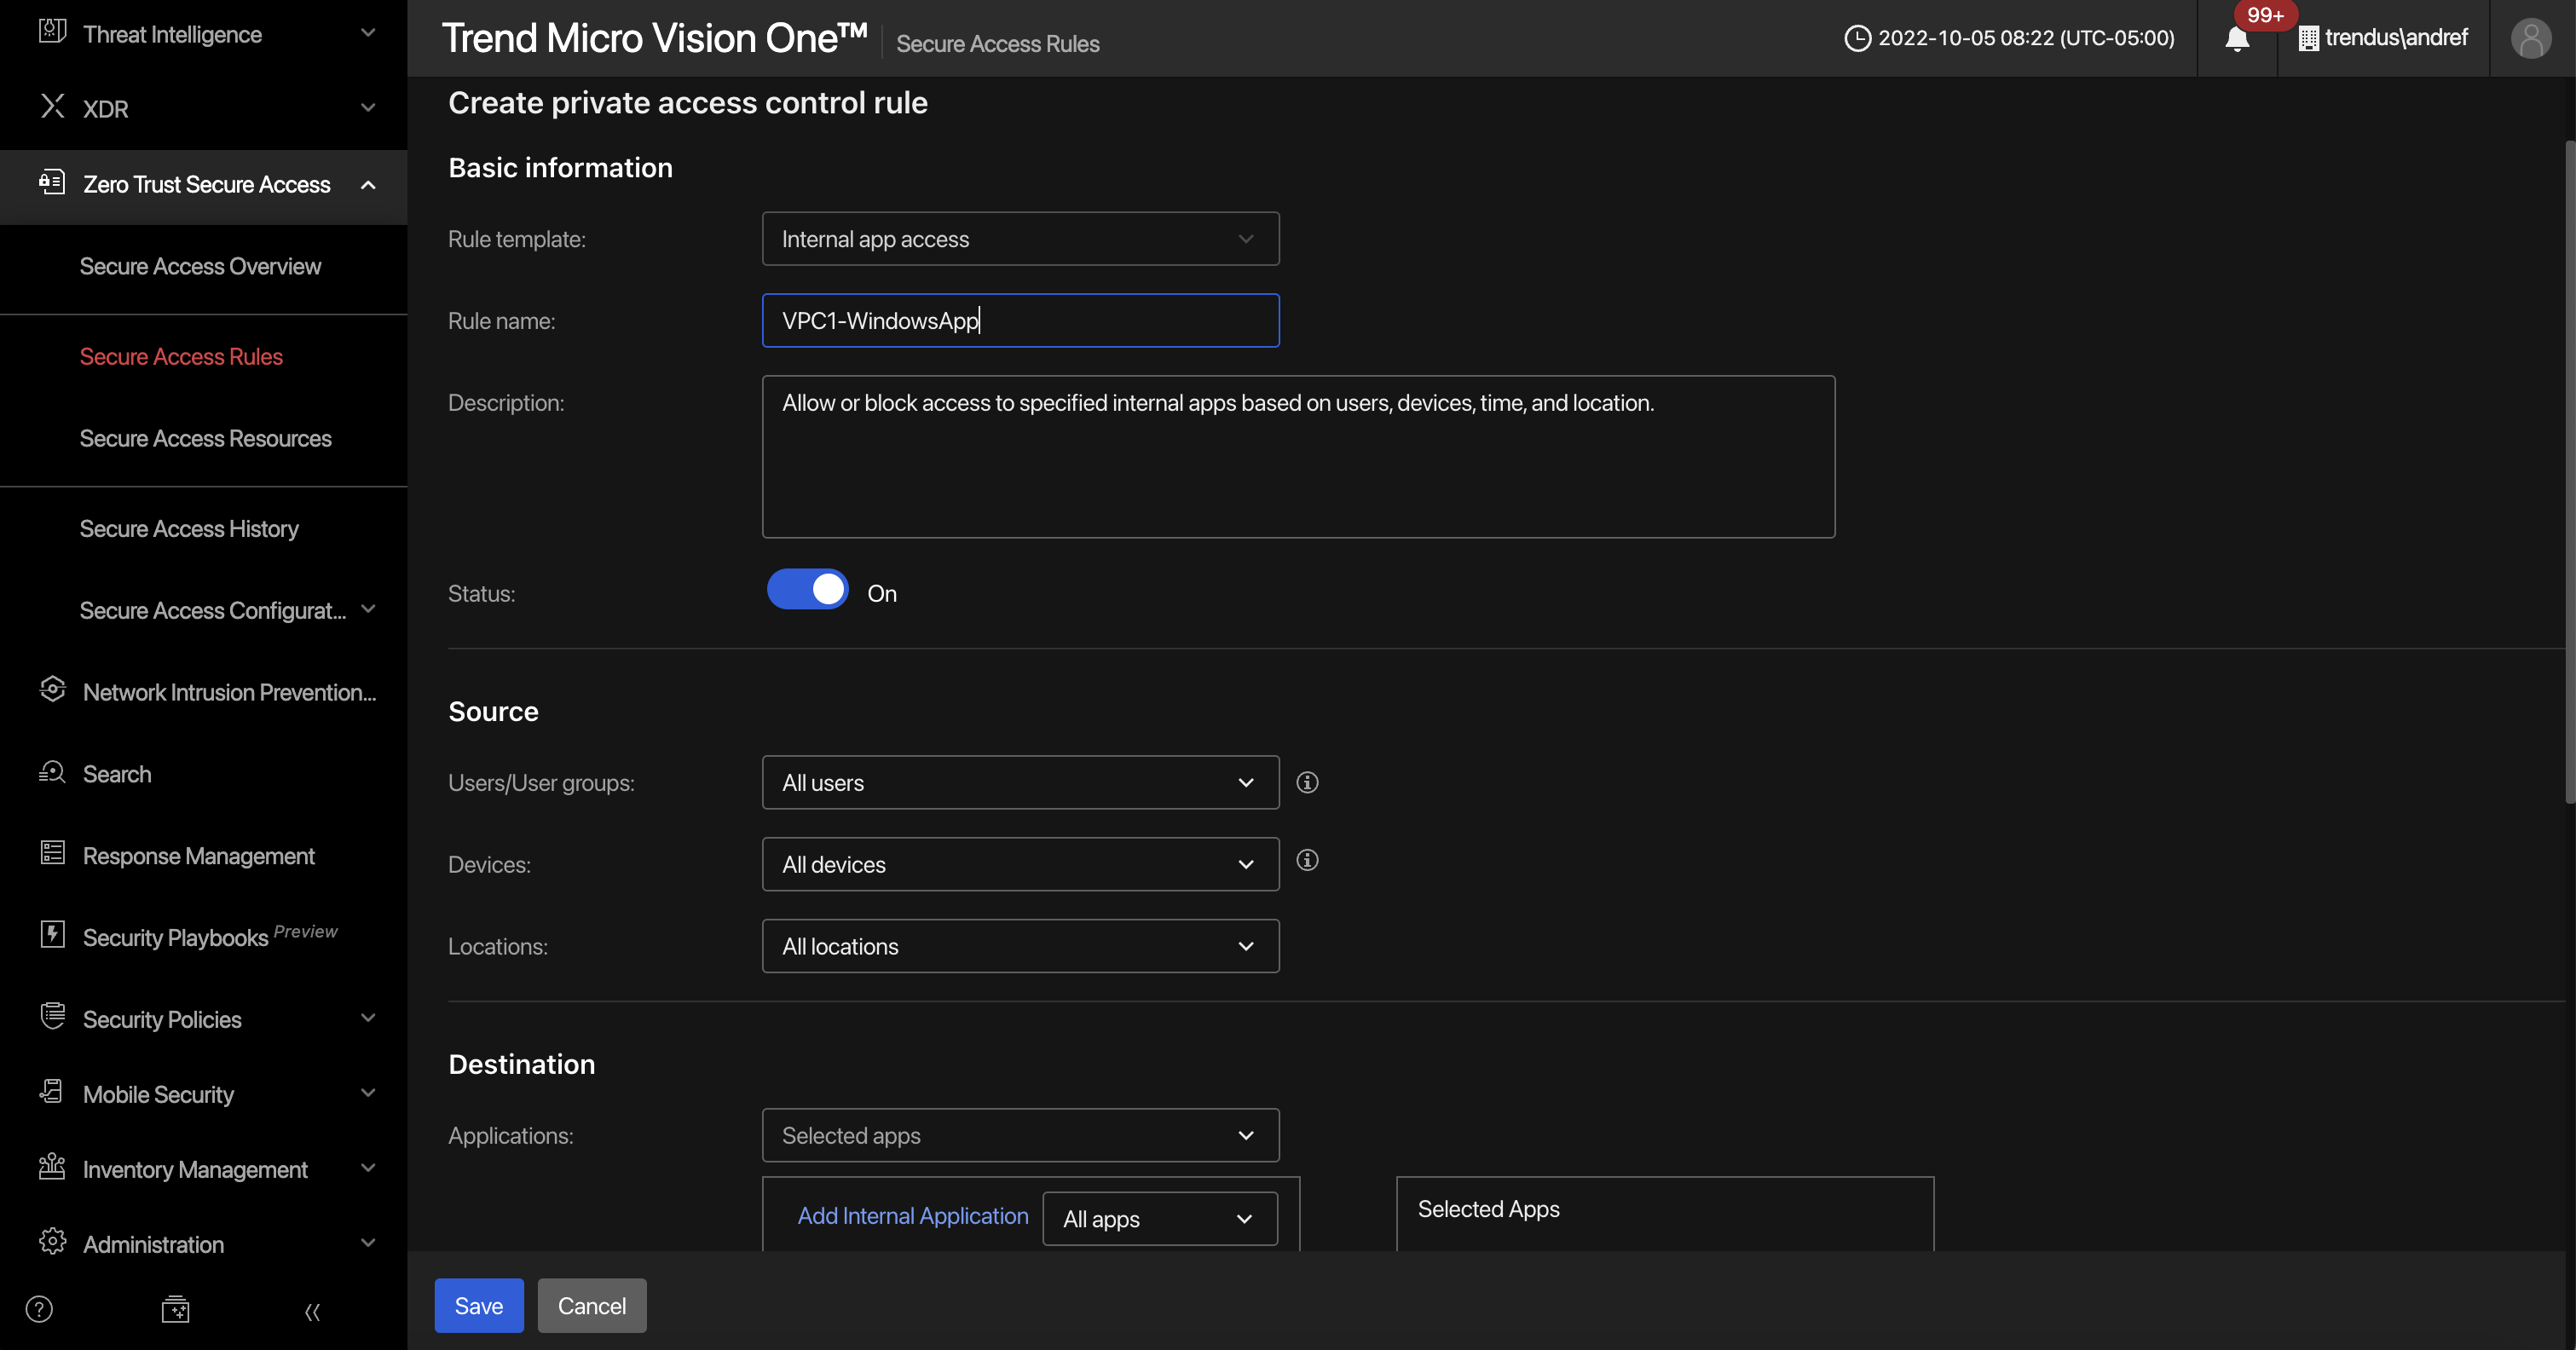 Threat Intelligence
XDR
Zero Trust Secure Access
Secure Access Overview
Secure Access Rules
Secure Access Resources
Secure Access History
Secure Access Configurat...
Network Intrusion Prevention...
Search
Response Management
Security Playbooks Preview
Security Policies
Mobile Security
Inventory Management
Administration
Trend Micro Vision One™ Secure Access Rules
2022-10-05 08:22 (UTC-05:00)
99+
trendus\andref
Create private access control rule
Basic information
Rule template: Internal app access
Rule name: VPC1-WindowsApp
Description: Allow or block access to specified internal apps based on users, devices, time, and location.
Status: On
Source
Users/User groups: All users
Devices: All devices
Locations: All locations
Destination
Applications: Selected apps
Add Internal Application All apps
Selected Apps
Save Cancel